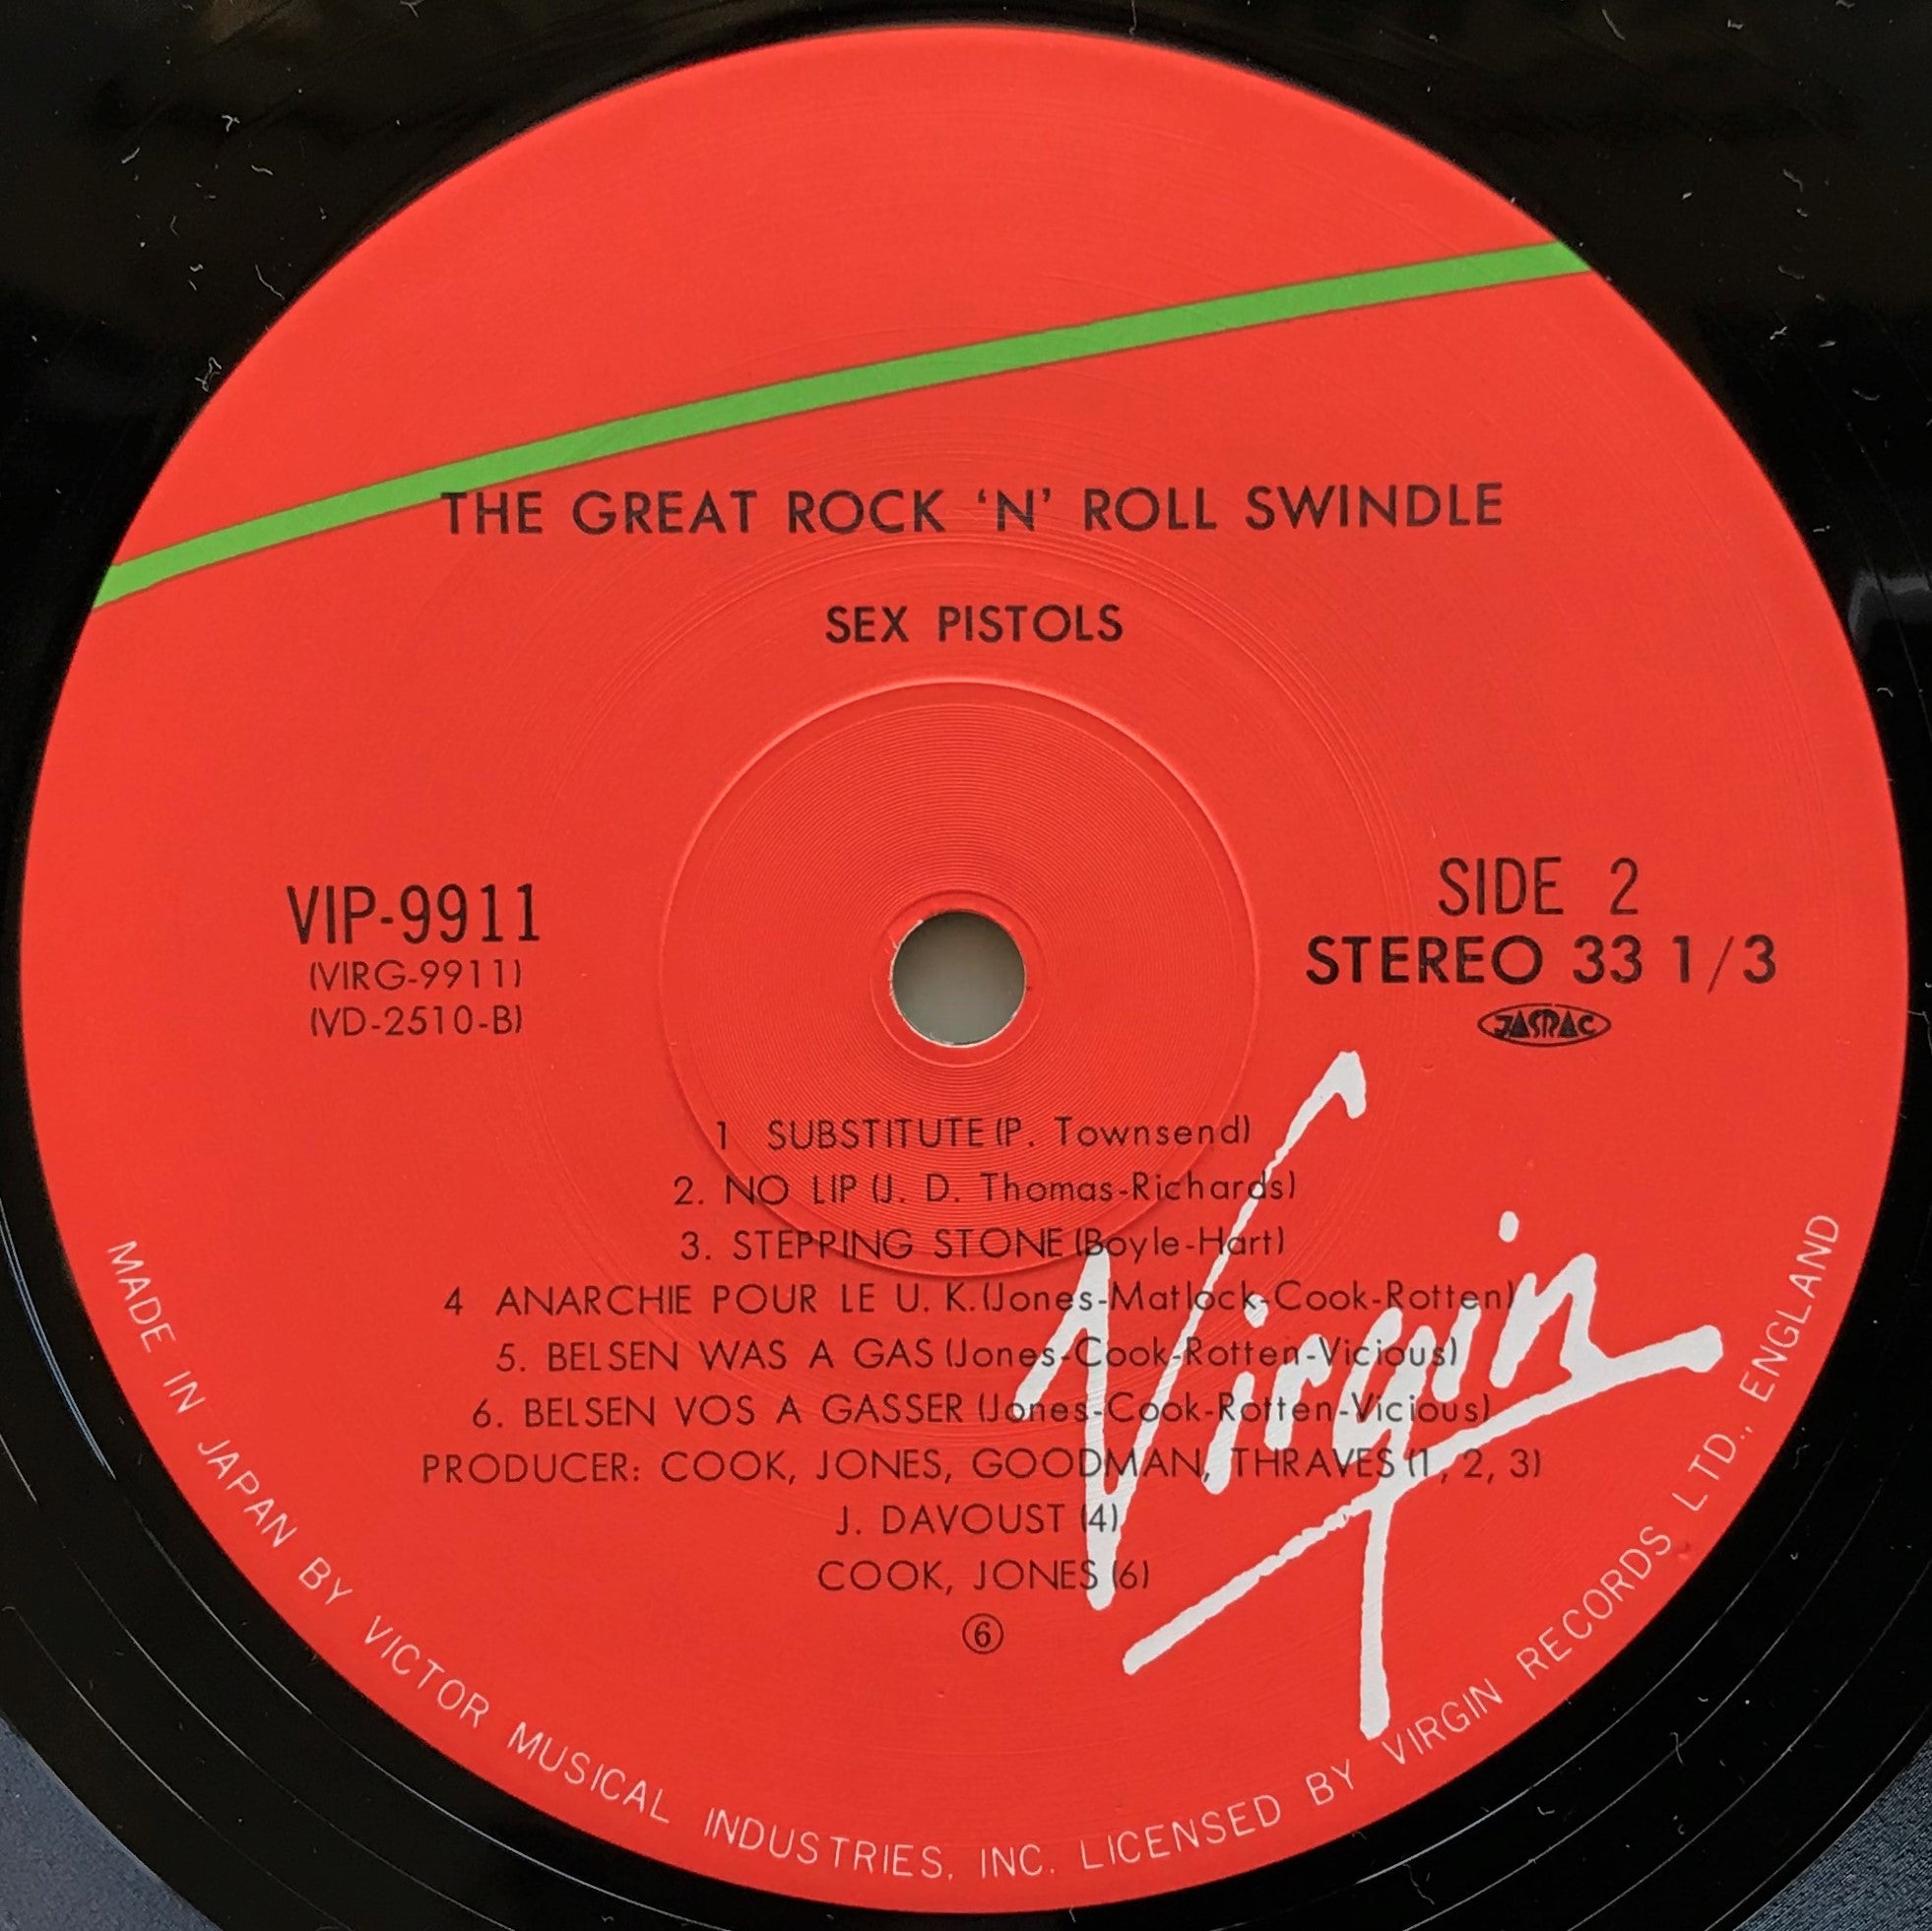 THE GREAT ROCK ‘N’ ROLL SWINDLE
SEX PISTOLS
VIP-9911
(VIRG-9911)
(VD-2510-B)
SIDE 2
STEREO 33 1/3
JASRAC
1 SUBSTITUTE (P. Townsend)
2. NO LIP (J. D. Thomas-Richards)
3. STEPPING STONE (Boyle-Hart)
4 ANARCHIE POUR LE U. K. (Jones-Matlock-Cook-Rotten)
5. BELSEN WAS A GAS (Jones-Cook-Rotten-Vicious)
6. BELSEN VOS A GASSER (Jones-Cook-Rotten-Vicious)
PRODUCER: COOK, JONES, GOODMAN, THRAVES (1, 2, 3)
J. DAVOUST (4)
COOK, JONES (6)
⑥
Virgin
MADE IN JAPAN BY VICTOR MUSICAL INDUSTRIES, INC. LICENSED BY VIRGIN RECORDS LTD., ENGLAND